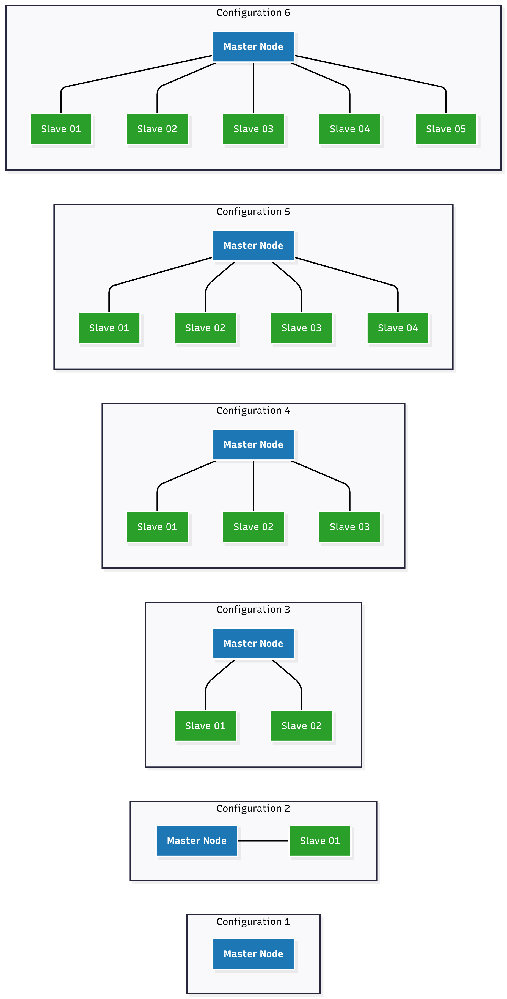 Configuration 6
Master Node
Slave 01
Slave 02
Slave 03
Slave 04
Slave 05
Configuration 5
Master Node
Slave 01
Slave 02
Slave 03
Slave 04
Configuration 4
Master Node
Slave 01
Slave 02
Slave 03
Configuration 3
Master Node
Slave 01
Slave 02
Configuration 2
Master Node
Slave 01
Configuration 1
Master Node